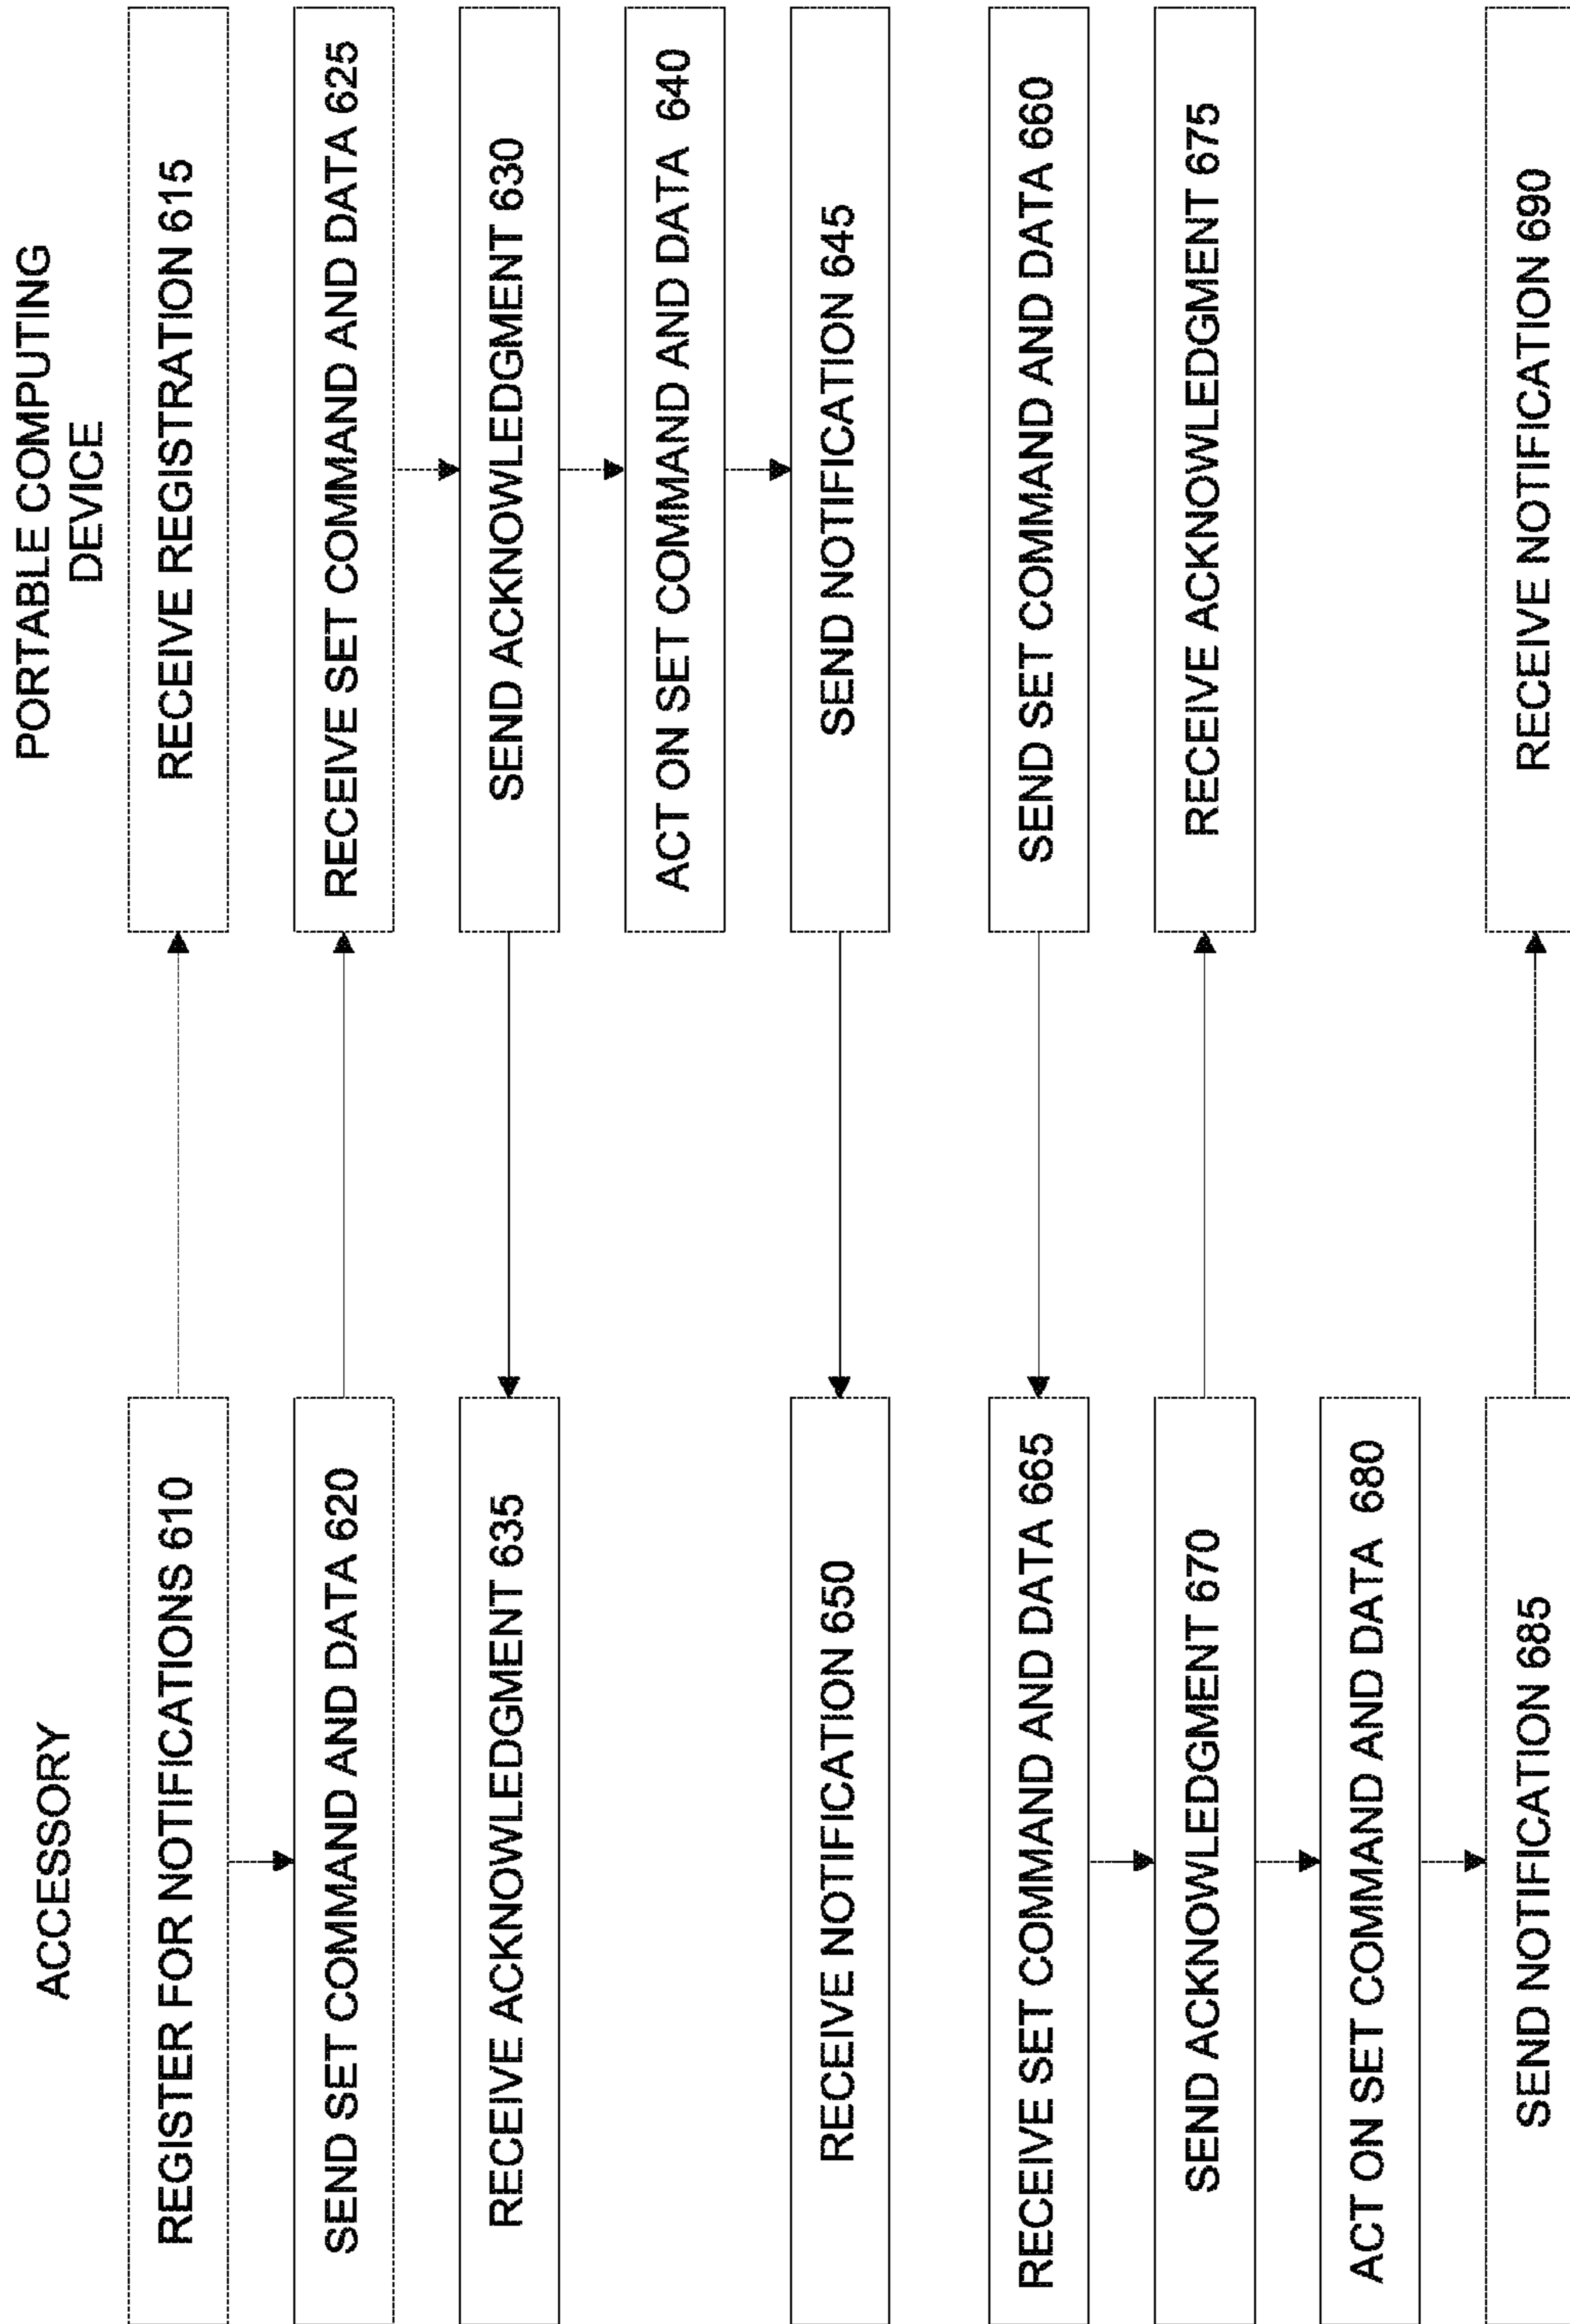 ACCESSORY
PORTABLE COMPUTING
DEVICE
REGISTER FOR NOTIFICATIONS 610
RECEIVE REGISTRATION 615
SEND SET COMMAND AND DATA 620
RECEIVE SET COMMAND AND DATA 625
RECEIVE ACKNOWLEDGMENT 635
SEND ACKNOWLEDGMENT 630
ACT ON SET COMMAND AND DATA 640
RECEIVE NOTIFICATION 650
SEND NOTIFICATION 645
RECEIVE SET COMMAND AND DATA 665
SEND SET COMMAND AND DATA 660
SEND ACKNOWLEDGMENT 670
RECEIVE ACKNOWLEDGMENT 675
ACT ON SET COMMAND AND DATA 680
SEND NOTIFICATION 685
RECEIVE NOTIFICATION 690